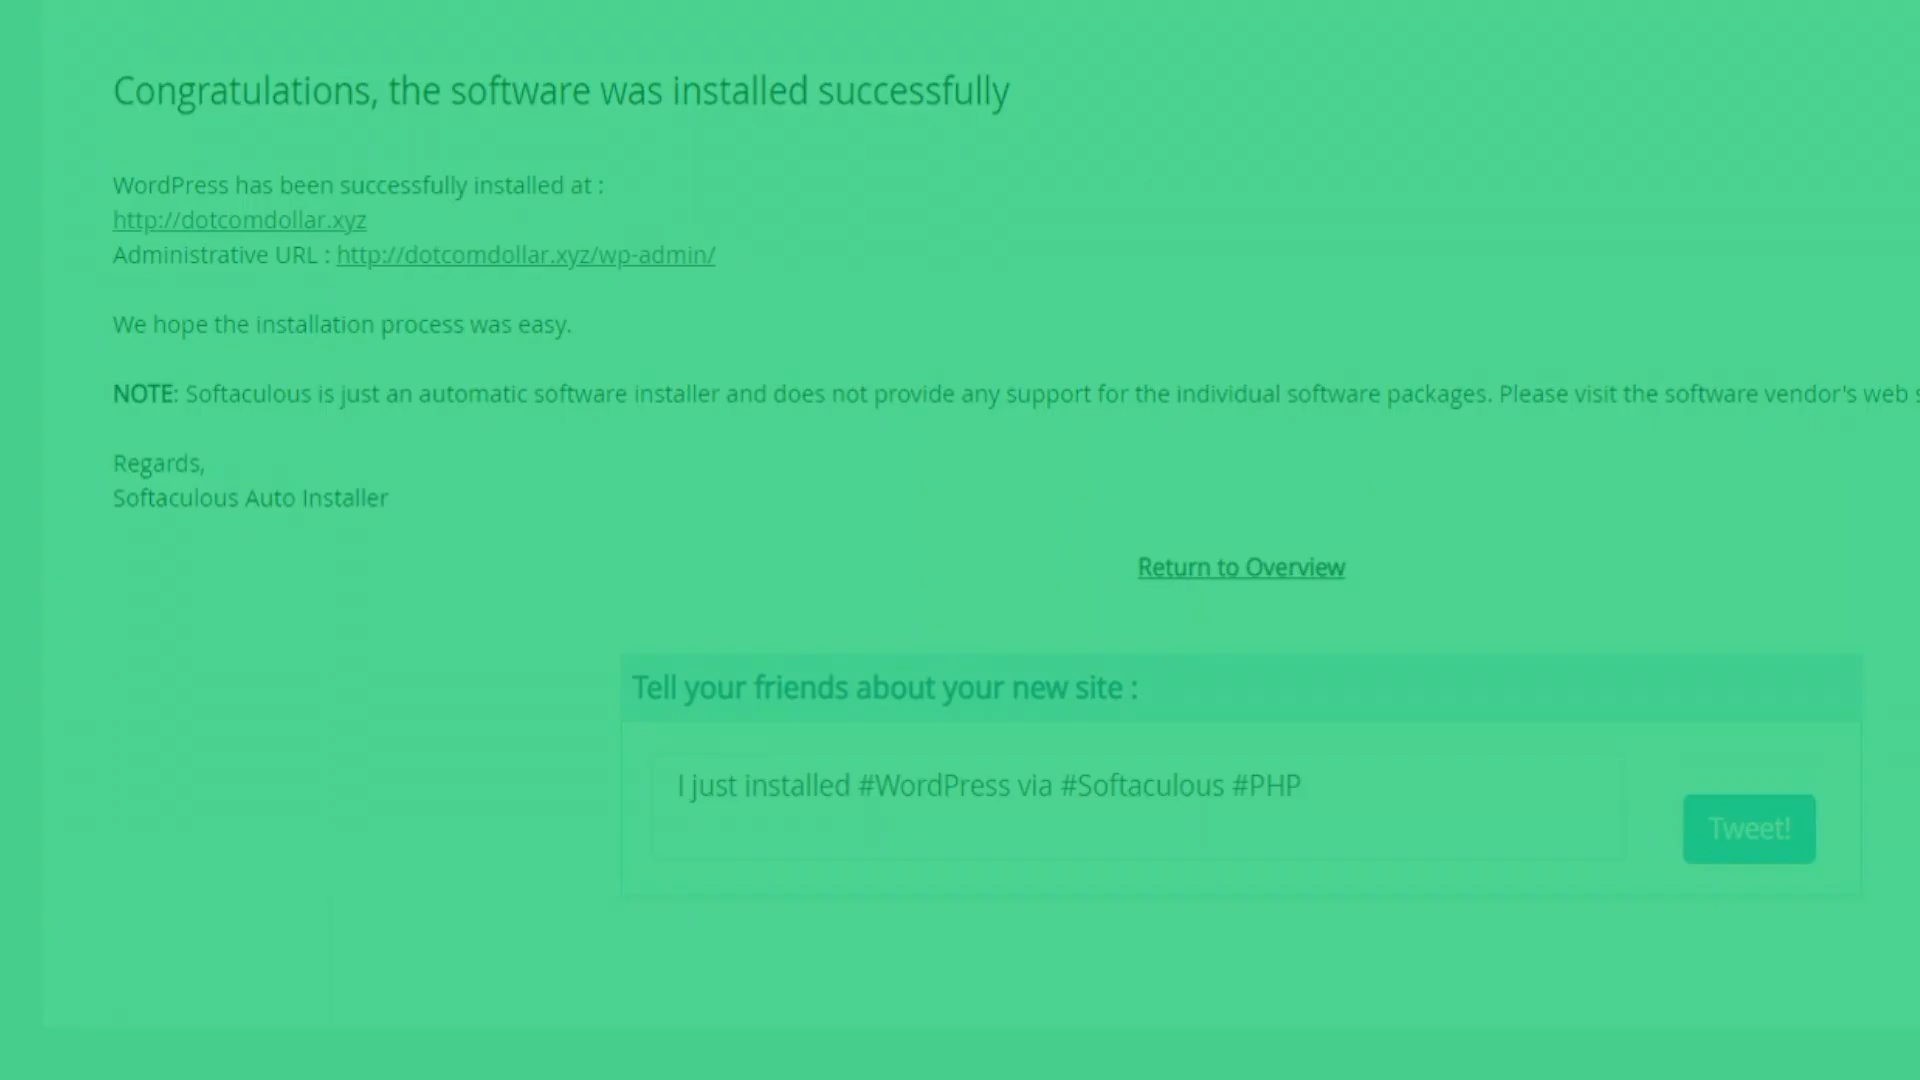 Congratulations, the software was installed successfully
WordPress has been successfully installed at :
http://dotcomdollar.xyz
Administrative URL : http://dotcomdollar.xyz/wp-admin/
We hope the installation process was easy.
NOTE: Softaculous is just an automatic software installer and does not provide any support for the individual software packages. Please visit the software vendor's web
Regards,
Softaculous Auto Installer
Return to Overview
Tell your friends about your new site :
I just installed #WordPress via #Softaculous #PHP
Tweet!